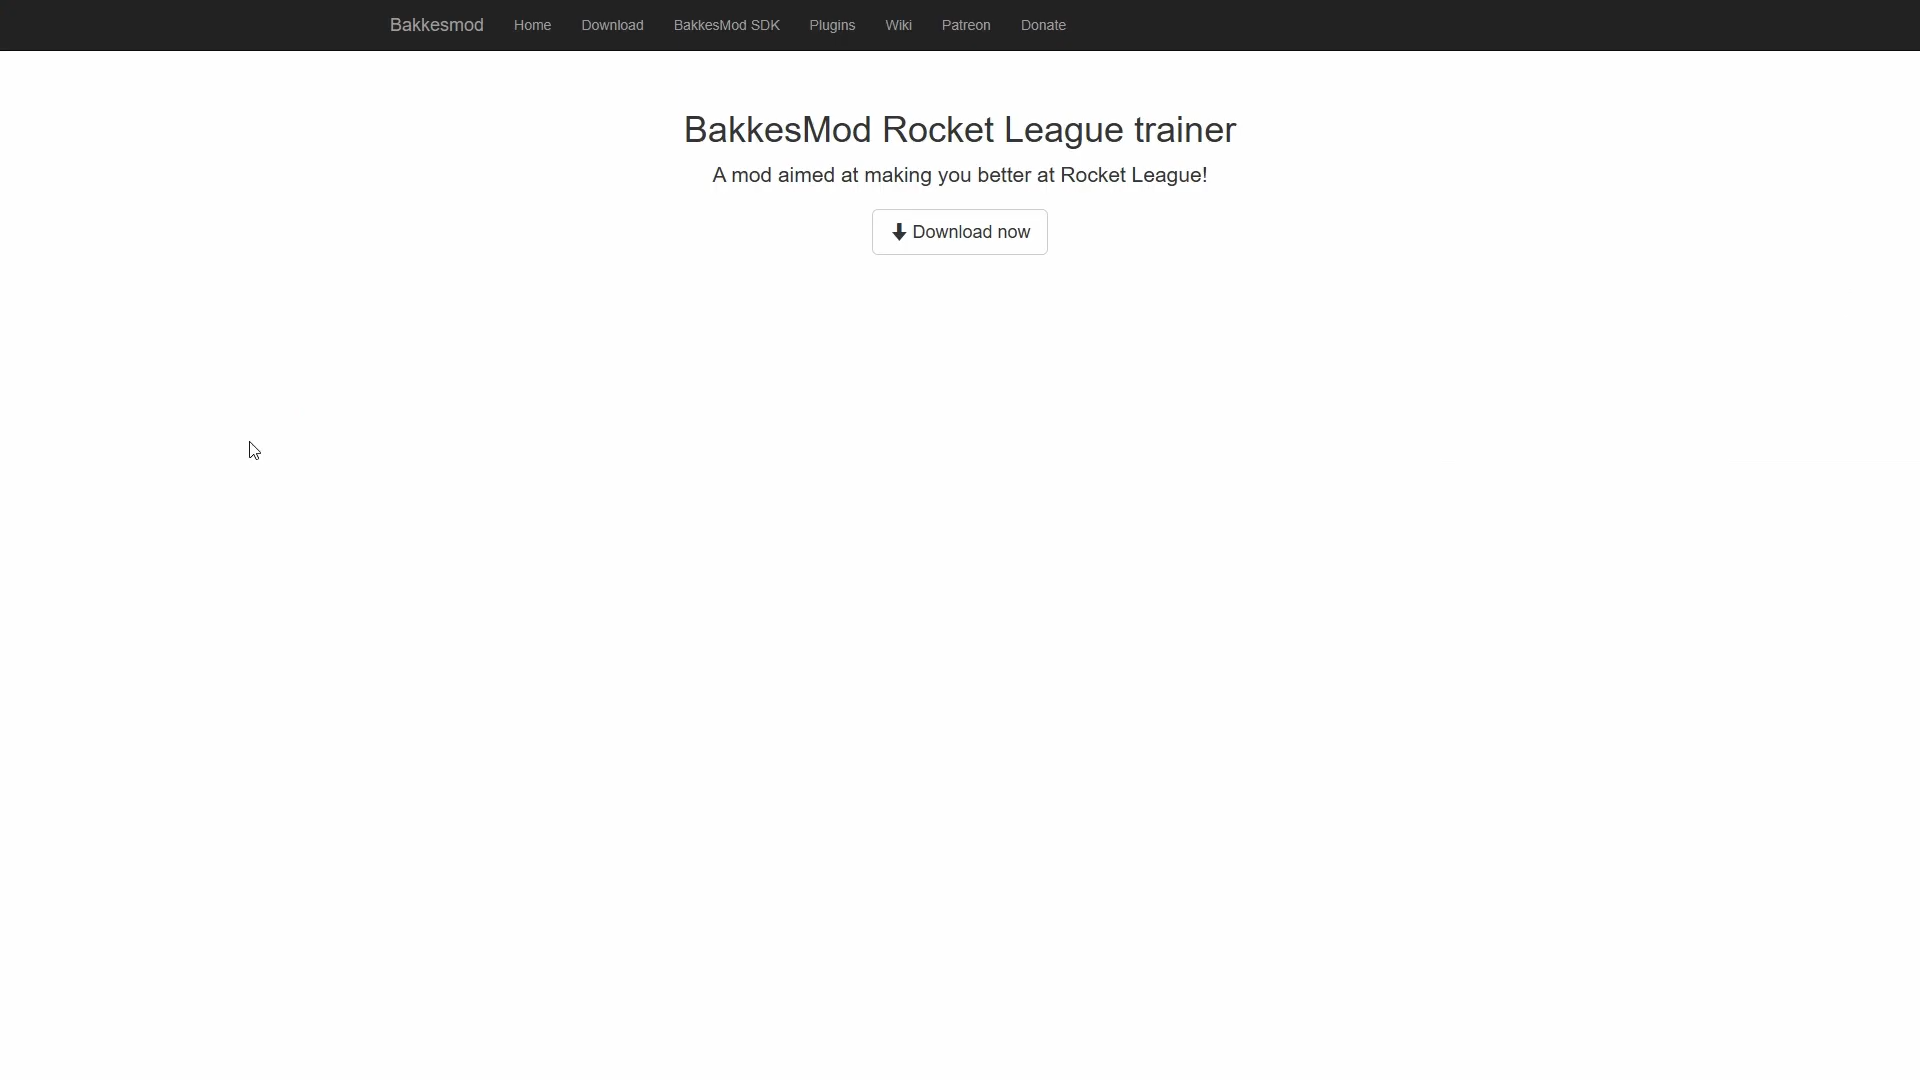 Bakkesmod Home Download BakkesMod SDK Plugins Wiki Patreon Donate
BakkesMod Rocket League trainer
A mod aimed at making you better at Rocket League!
Download now